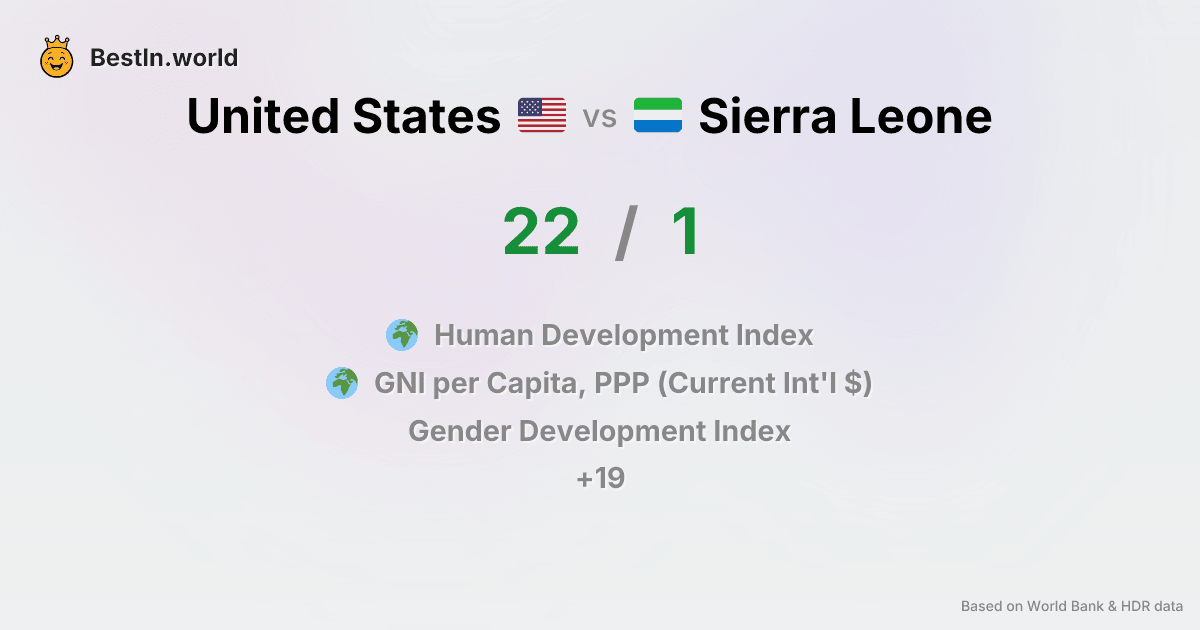 BestIn.world
United States vs Sierra Leone
22 / 1
Human Development Index
GNI per Capita, PPP (Current Int'l $)
Gender Development Index
+19
Based on World Bank & HDR data